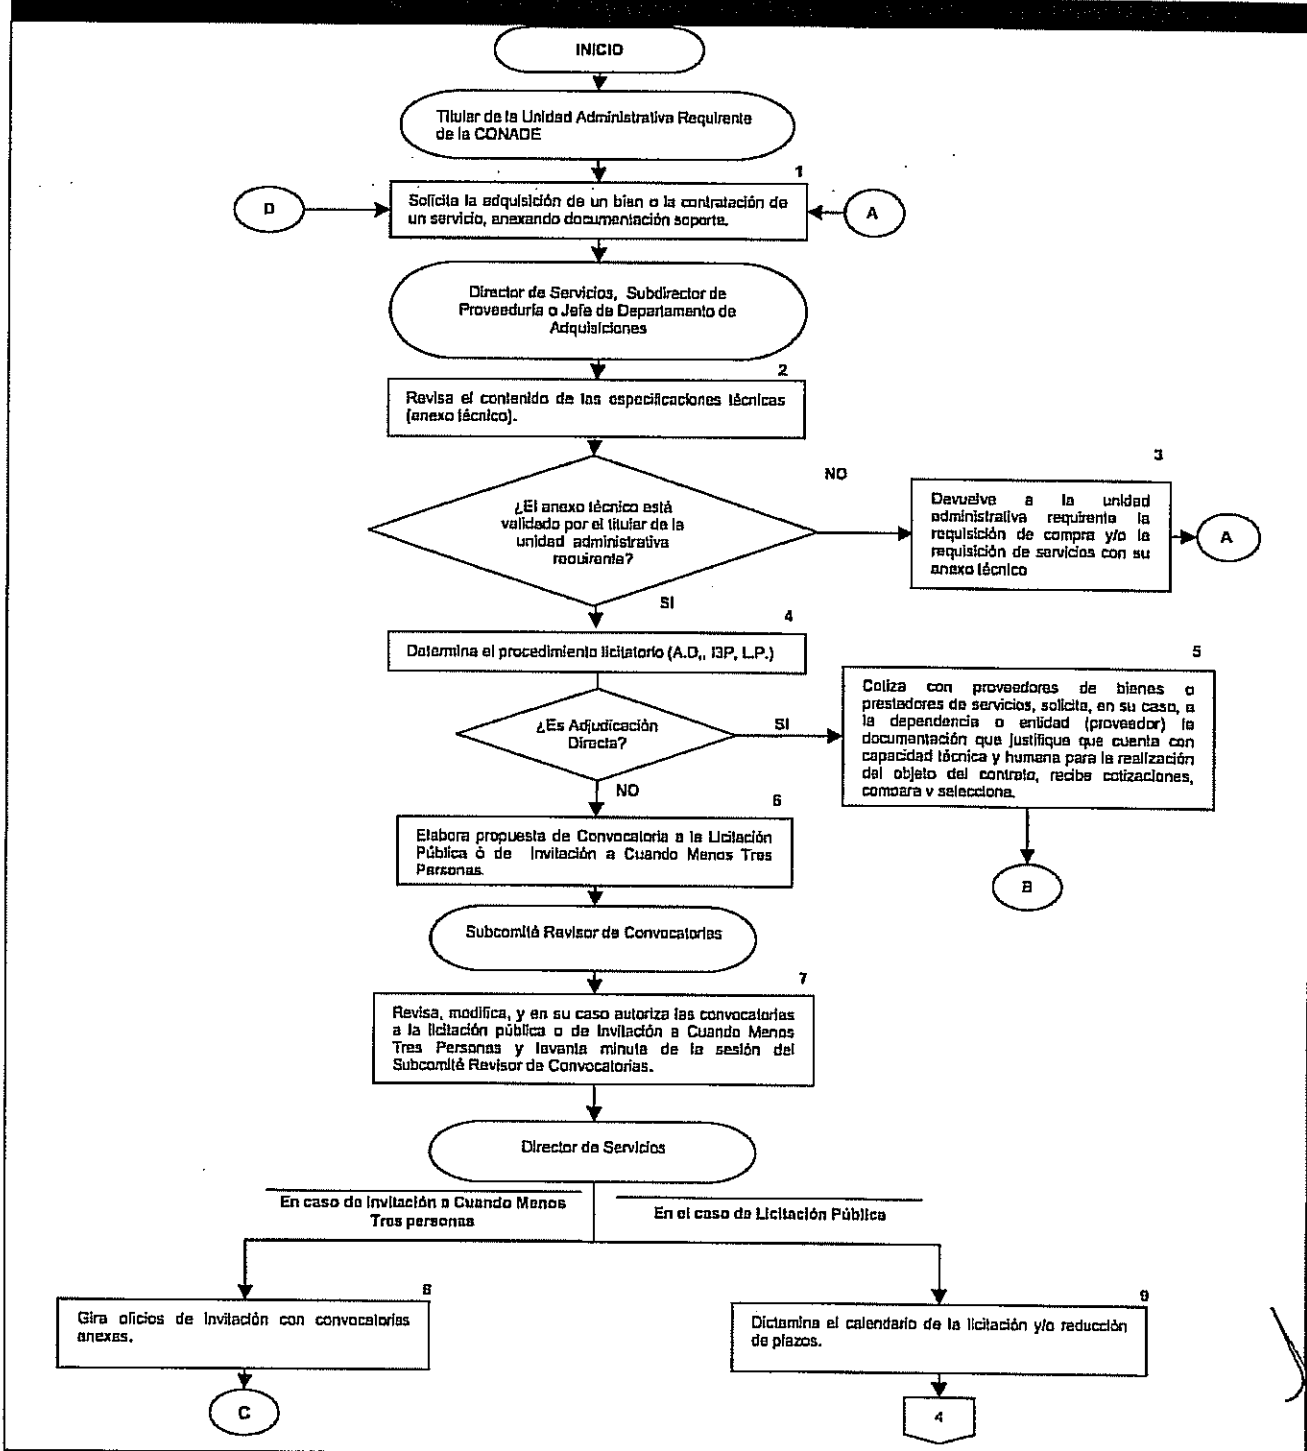 INICIO
Titular de la Unidad Administrativa Requirente
de la CONADE
1
D
Solicita la adquisición de un bien o la contratación de
un servicio, anexando documentación soporte.
A
Director de Servicios, Subdirector de
Proveeduría o Jefe de Departamento de
Adquisiciones
2
Revisa el contenido de las especificaciones técnicas
(anexo técnico).
NO
3
¿El anexo técnico está
validado por el titular de la
unidad administrativa
requirente?
Devuelve a la unidad
administrativa requirente la
requisición de compra y/o la
requisición de servicios con su
anexo técnico
A
SI
4
Determina el procedimiento licitatorio (A.D., I3P, L.P.)
5
¿Es Adjudicación
Directa?
SI
Cotiza con proveedores de bienes o
prestadores de servicios, solicita, en su caso, a
la dependencia o entidad (proveedor) la
documentación que justifique que cuenta con
capacidad técnica y humana para la realización
del objeto del contrato, recibe cotizaciones,
compara y selecciona.
NO
6
Elabora propuesta de Convocatoria a la Licitación
Pública ó de Invitación a Cuando Menos Tres
Personas.
B
Subcomité Revisor de Convocatorias
7
Revisa, modifica, y en su caso autoriza las convocatorias
a la licitación pública o de Invitación a Cuando Menos
Tres Personas y levanta minuta de la sesión del
Subcomité Revisor de Convocatorias.
Director de Servicios
En caso de Invitación a Cuando Menos
Tres personas
En el caso de Licitación Pública
8
Gira oficios de Invitación con convocatorias
anexas.
9
Dictamina el calendario de la licitación y/o reducción
de plazos.
C
4